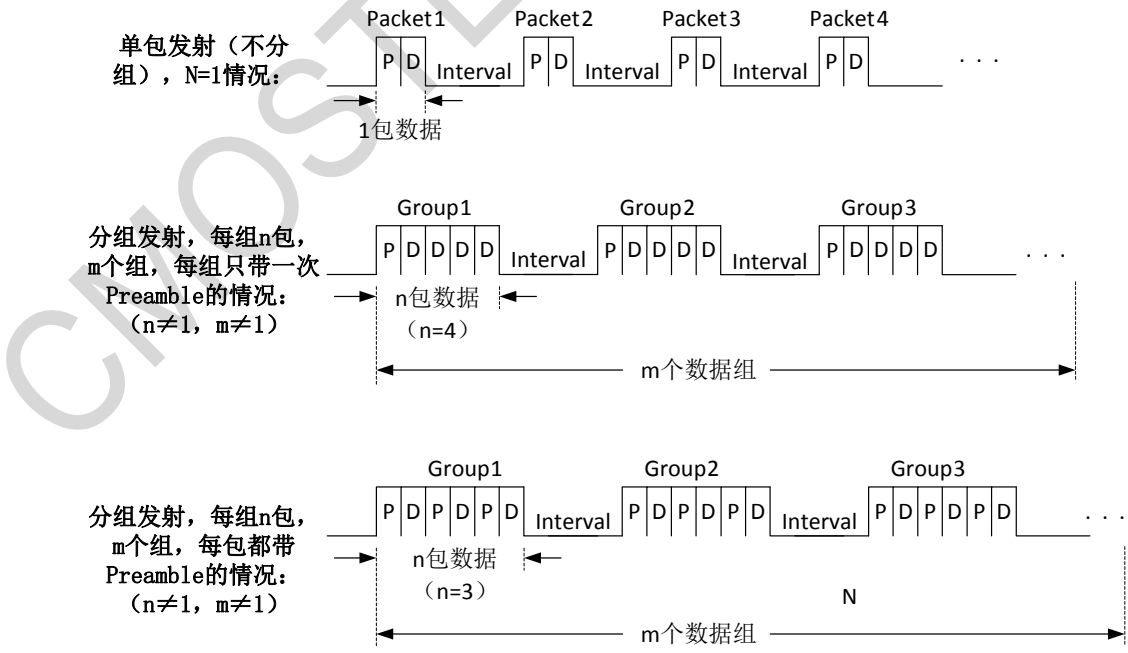 Packet1 Packet2 Packet3 Packet4
单包发射（不分
组），N=1情况：
P D Interval P D Interval P D Interval P D . . .
1包数据
Group1 Group2 Group3
分组发射，每组n包，
m个组，每组只带一次
Preamble的情况：
（n≠1，m≠1）
P D D D D Interval P D D D D Interval P D D D D . . .
n包数据
（n=4）
m个数据组
Group1 Group2 Group3
分组发射，每组n包，
m个组，每包都带
Preamble的情况：
（n≠1，m≠1）
P D P D P D Interval P D P D P D Interval P D P D P D . . .
n包数据
（n=3）
N
m个数据组